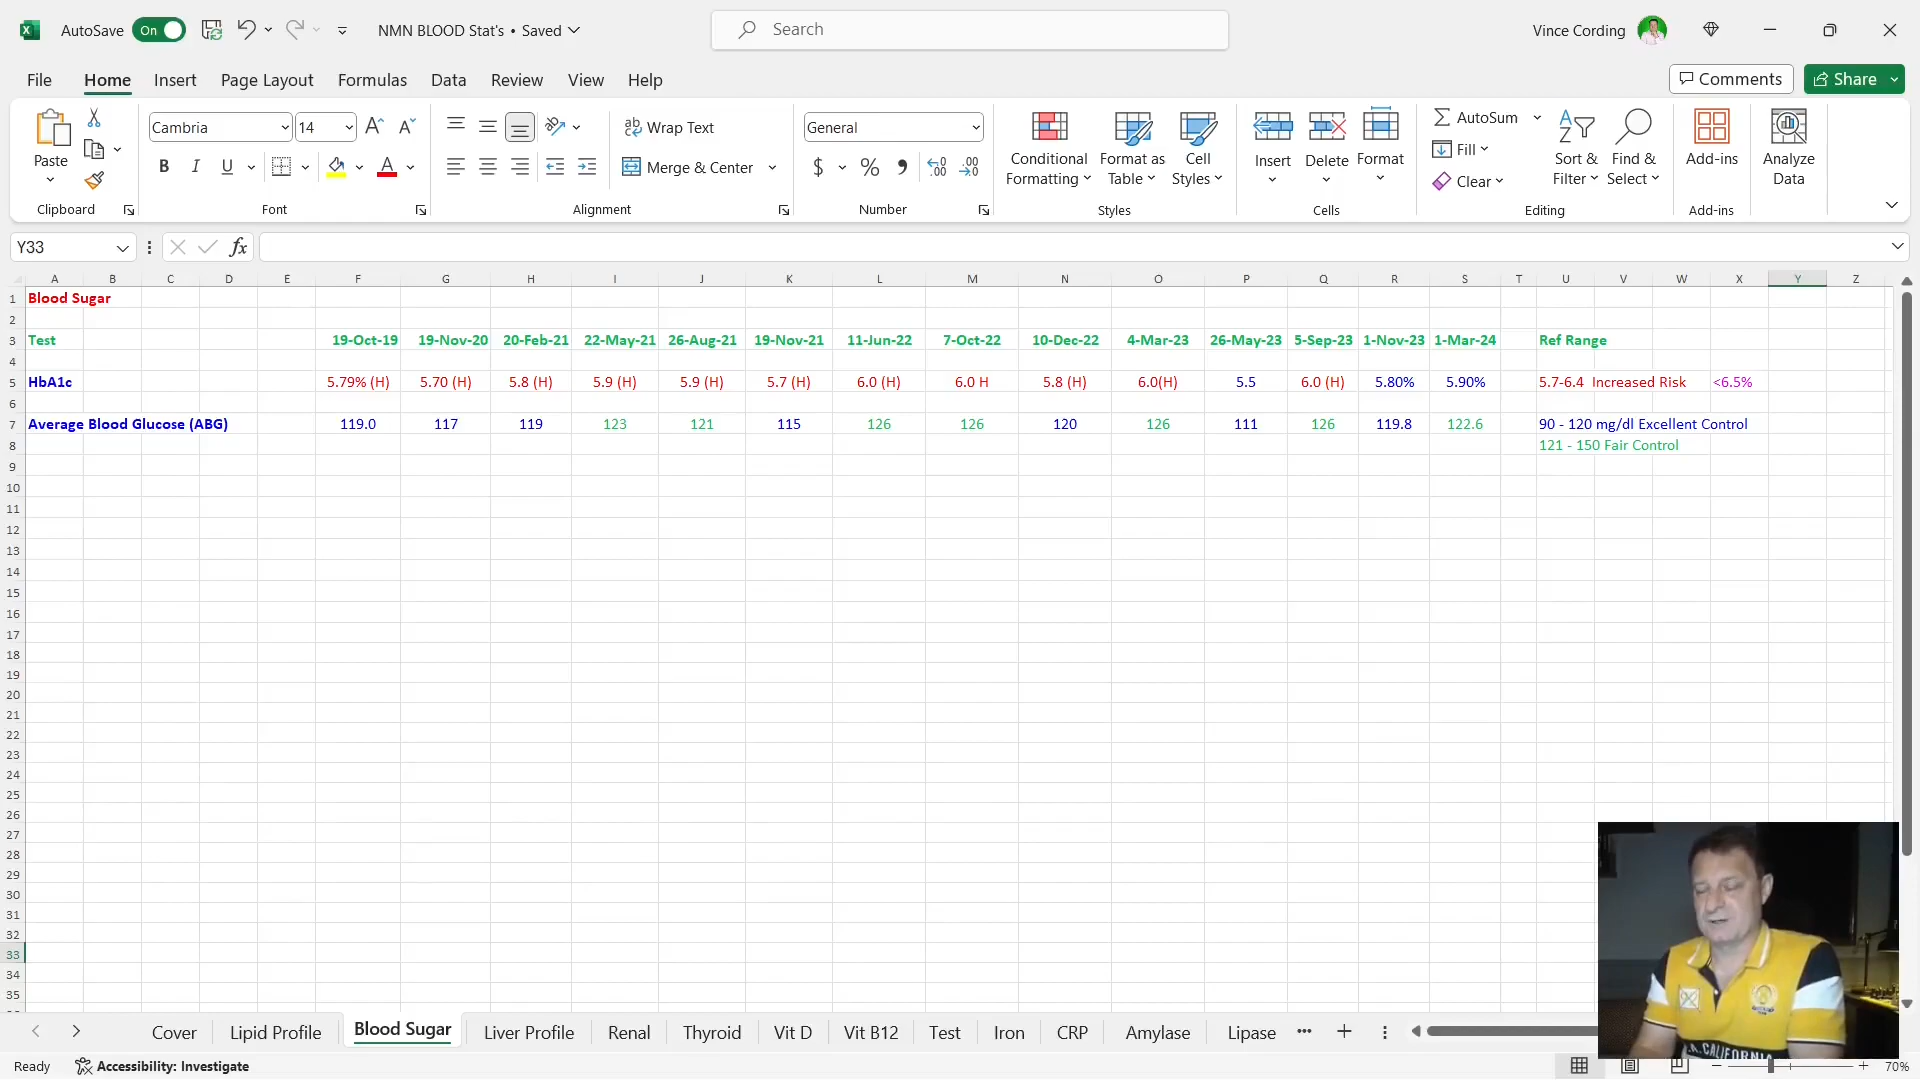 AutoSave On NMN BLOOD Stat's • Saved Search Vince Cording
File Home Insert Page Layout Formulas Data Review View Help Comments Share
Paste Cambria 14 Wrap Text General Conditional Formatting Format as Table Cell Styles Insert Delete Format AutoSum Fill Clear Sort & Filter Find & Select Add-ins Analyze Data
B I U Merge & Center $ % ,
Clipboard Font Alignment Number Styles Cells Editing Add-ins
Y33 fx
A B C D E F G H I J K L M N O P Q R S T U V W X Y Z
1 Blood Sugar
2
3 Test 19-Oct-19 19-Nov-20 20-Feb-21 22-May-21 26-Aug-21 19-Nov-21 11-Jun-22 7-Oct-22 10-Dec-22 4-Mar-23 26-May-23 5-Sep-23 1-Nov-23 1-Mar-24 Ref Range
4
5 HbA1c 5.79% (H) 5.70 (H) 5.8 (H) 5.9 (H) 5.9 (H) 5.7 (H) 6.0 (H) 6.0 H 5.8 (H) 6.0(H) 5.5 6.0 (H) 5.80% 5.90% 5.7-6.4 Increased Risk <6.5%
6
7 Average Blood Glucose (ABG) 119.0 117 119 123 121 115 126 126 120 126 111 126 119.8 122.6 90 - 120 mg/dl Excellent Control
8 121 - 150 Fair Control
9
10
11
12
13
14
15
16
17
18
19
20
21
22
23
24
25
26
27
28
29
30
31
32
33
34
35
Cover Lipid Profile Blood Sugar Liver Profile Renal Thyroid Vit D Vit B12 Test Iron CRP Amylase Lipase
CALIFORNIA
Ready Accessibility: Investigate 70%